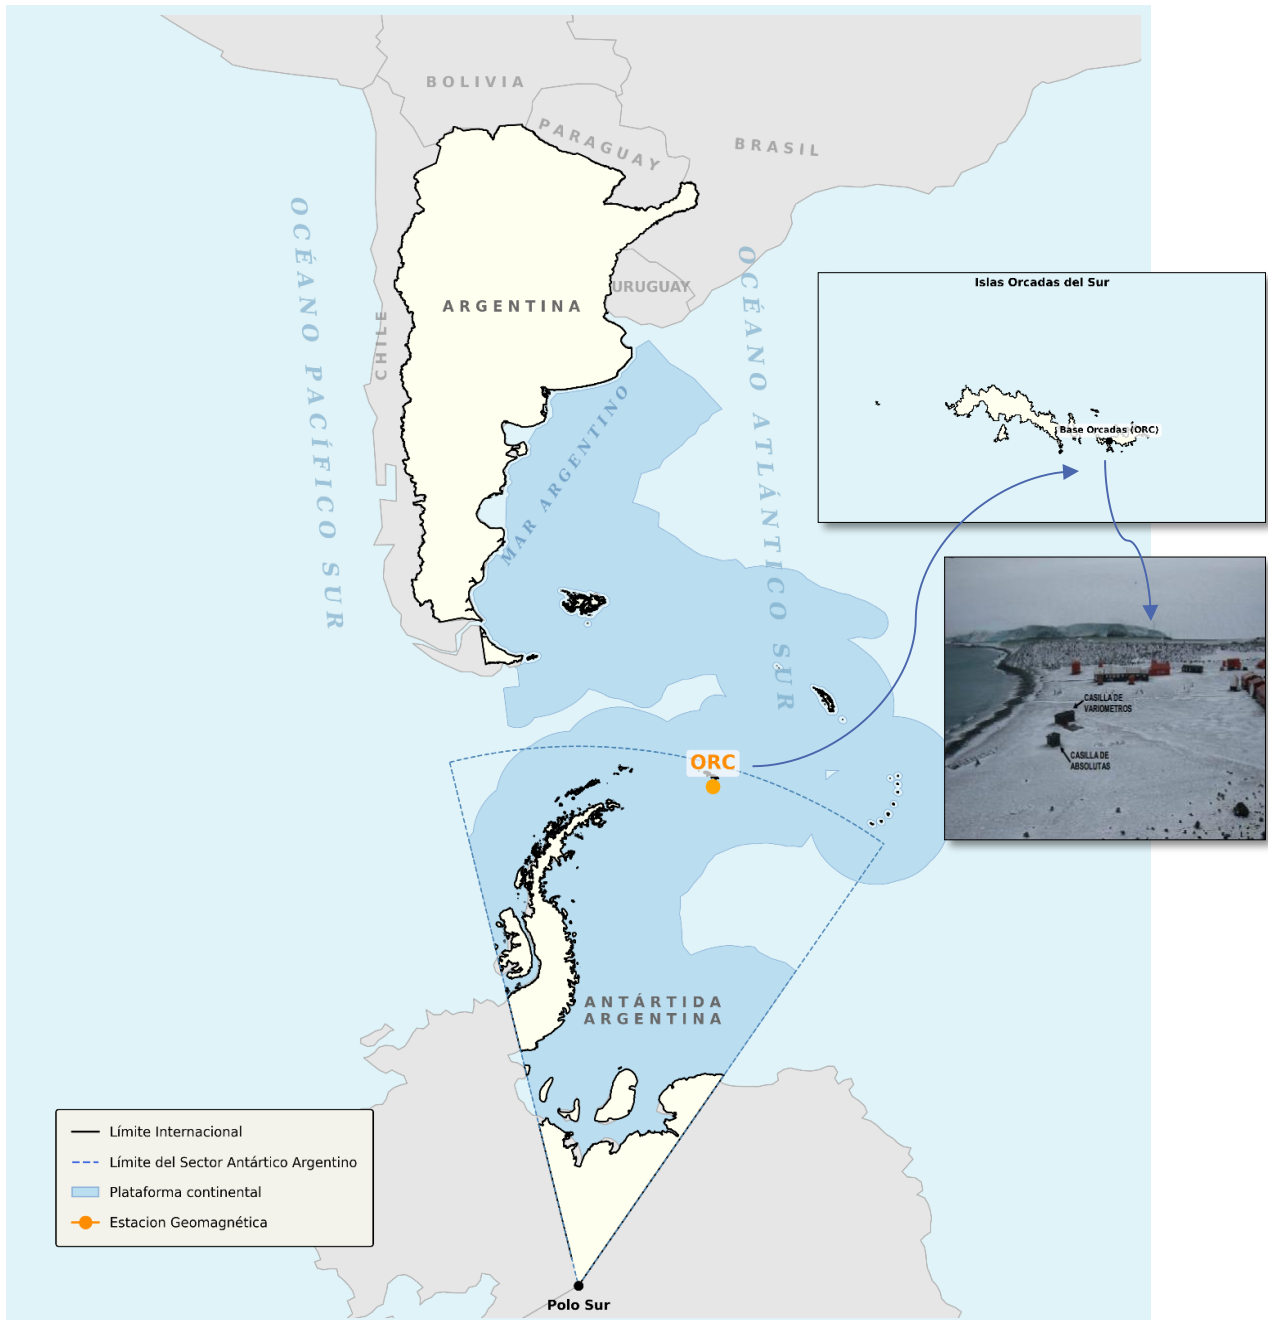 BOLIVIA
PARAGUAY
BRASIL
OCÉANO PACÍFICO SUR
OCÉANO ATLÁNTICO SUR
URUGUAY
ARGENTINA
CHILE
MAR ARGENTINO
Islas Orcadas del Sur
Base Orcadas (ORC)
CASILLA DE
VARIOMETROS
CASILLA DE
ABSOLUTAS
ORC
ANTÁRTIDA
ARGENTINA
Límite Internacional
Límite del Sector Antártico Argentino
Plataforma continental
Estacion Geomagnética
Polo Sur